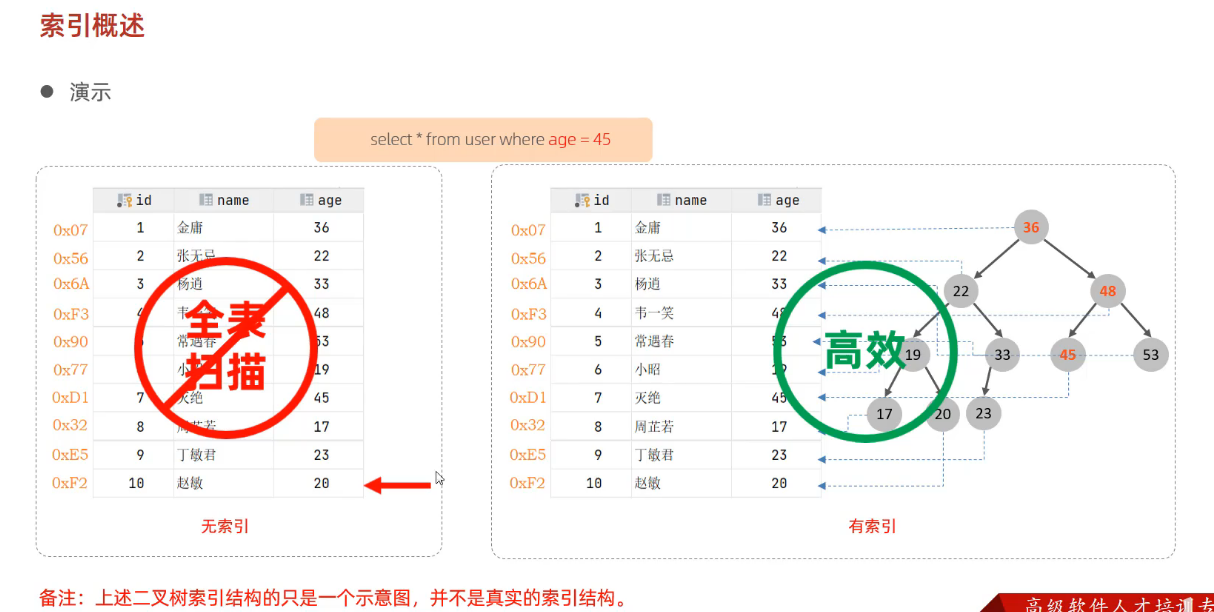 索引概述
● 演示
select * from user where age = 45
id name age
0x07 1 金庸 36
0x56 2 张无忌 22
0x6A 3 杨逍 33
0xF3 4 韦一笑 48
0x90 5 常遇春 53
0x77 6 小昭 19
0xD1 7 灭绝 45
0x32 8 周芷若 17
0xE5 9 丁敏君 23
0xF2 10 赵敏 20
全表
扫描
无索引
id name age
0x07 1 金庸 36
0x56 2 张无忌 22
0x6A 3 杨逍 33
0xF3 4 韦一笑 48
0x90 5 常遇春 53
0x77 6 小昭 19
0xD1 7 灭绝 45
0x32 8 周芷若 17
0xE5 9 丁敏君 23
0xF2 10 赵敏 20
高效
36
22 48
19 33 45 53
17 20 23
有索引
备注：上述二叉树索引结构的只是一个示意图，并不是真实的索引结构。
高级软件人才培训专